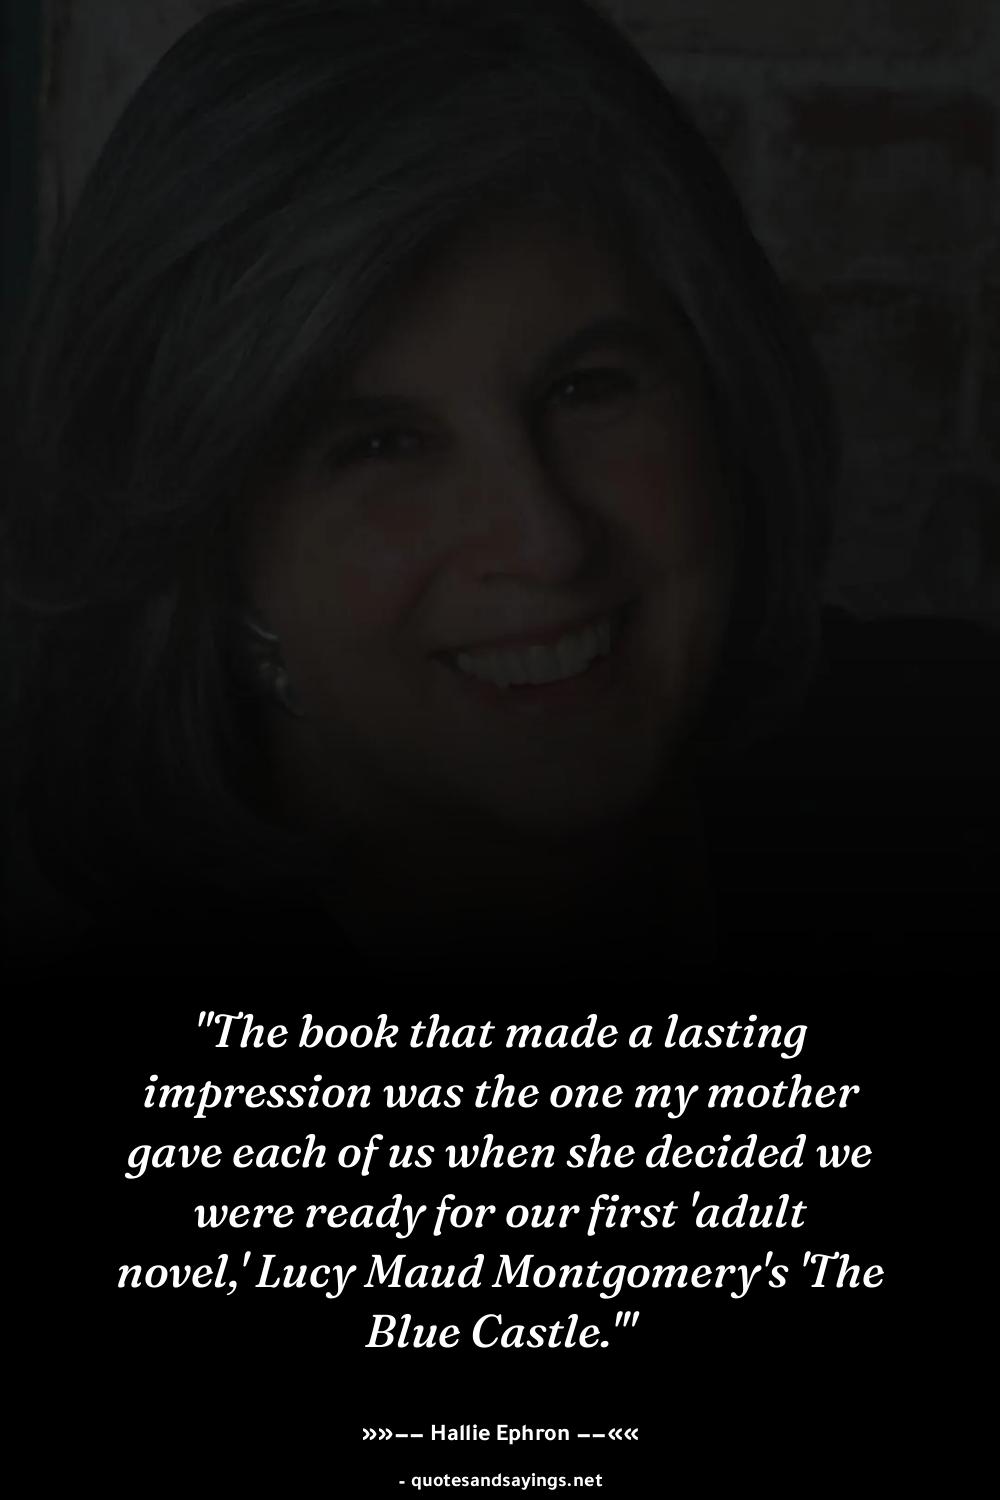 "The book that made a lasting
impression was the one my mother
gave each of us when she decided we
were ready for our first 'adult
novel,' Lucy Maud Montgomery's 'The
Blue Castle.'"
»»–– Hallie Ephron ––««
- quotesandsayings.net